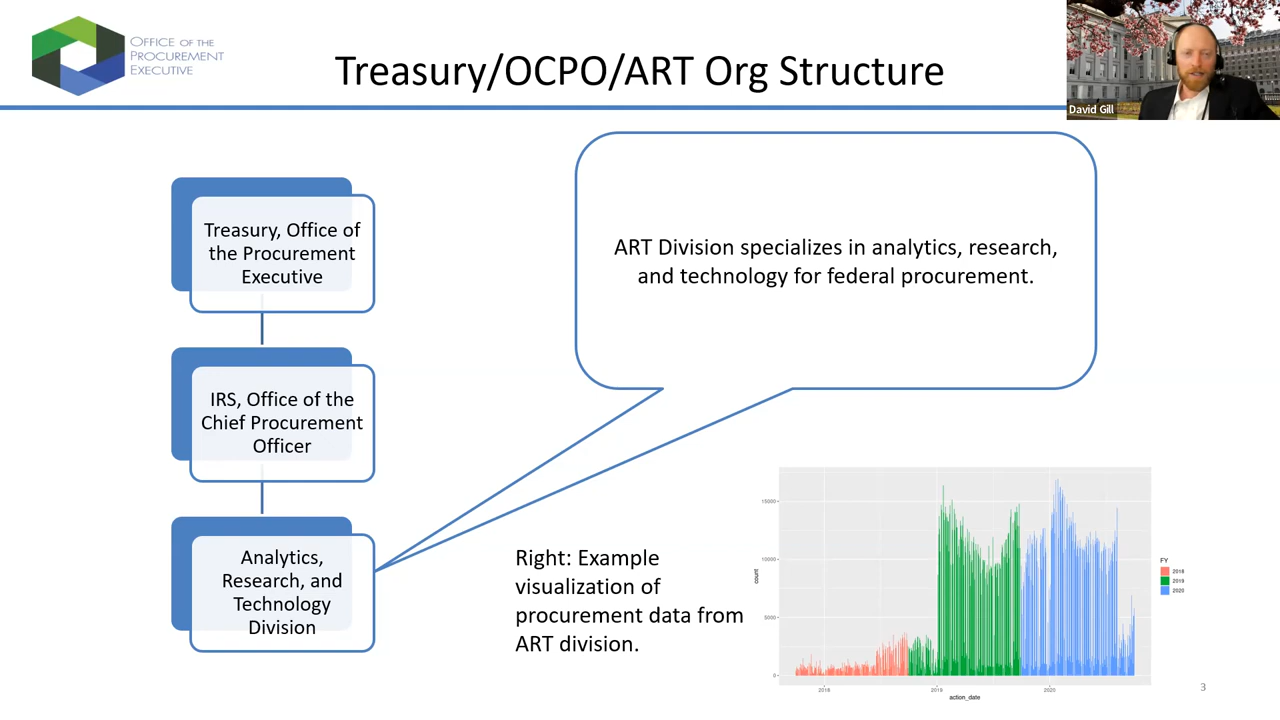 OFFICE OF THE
PROCUREMENT
EXECUTIVE
Treasury/OCPO/ART Org Structure
David Gill
Treasury, Office of
the Procurement
Executive
IRS, Office of the
Chief Procurement
Officer
Analytics,
Research, and
Technology
Division
ART Division specializes in analytics, research,
and technology for federal procurement.
Right: Example
visualization of
procurement data from
ART division.
15000
10000
5000
0
count
2018
2019
2020
action_date
FY
2018
2019
2020
3